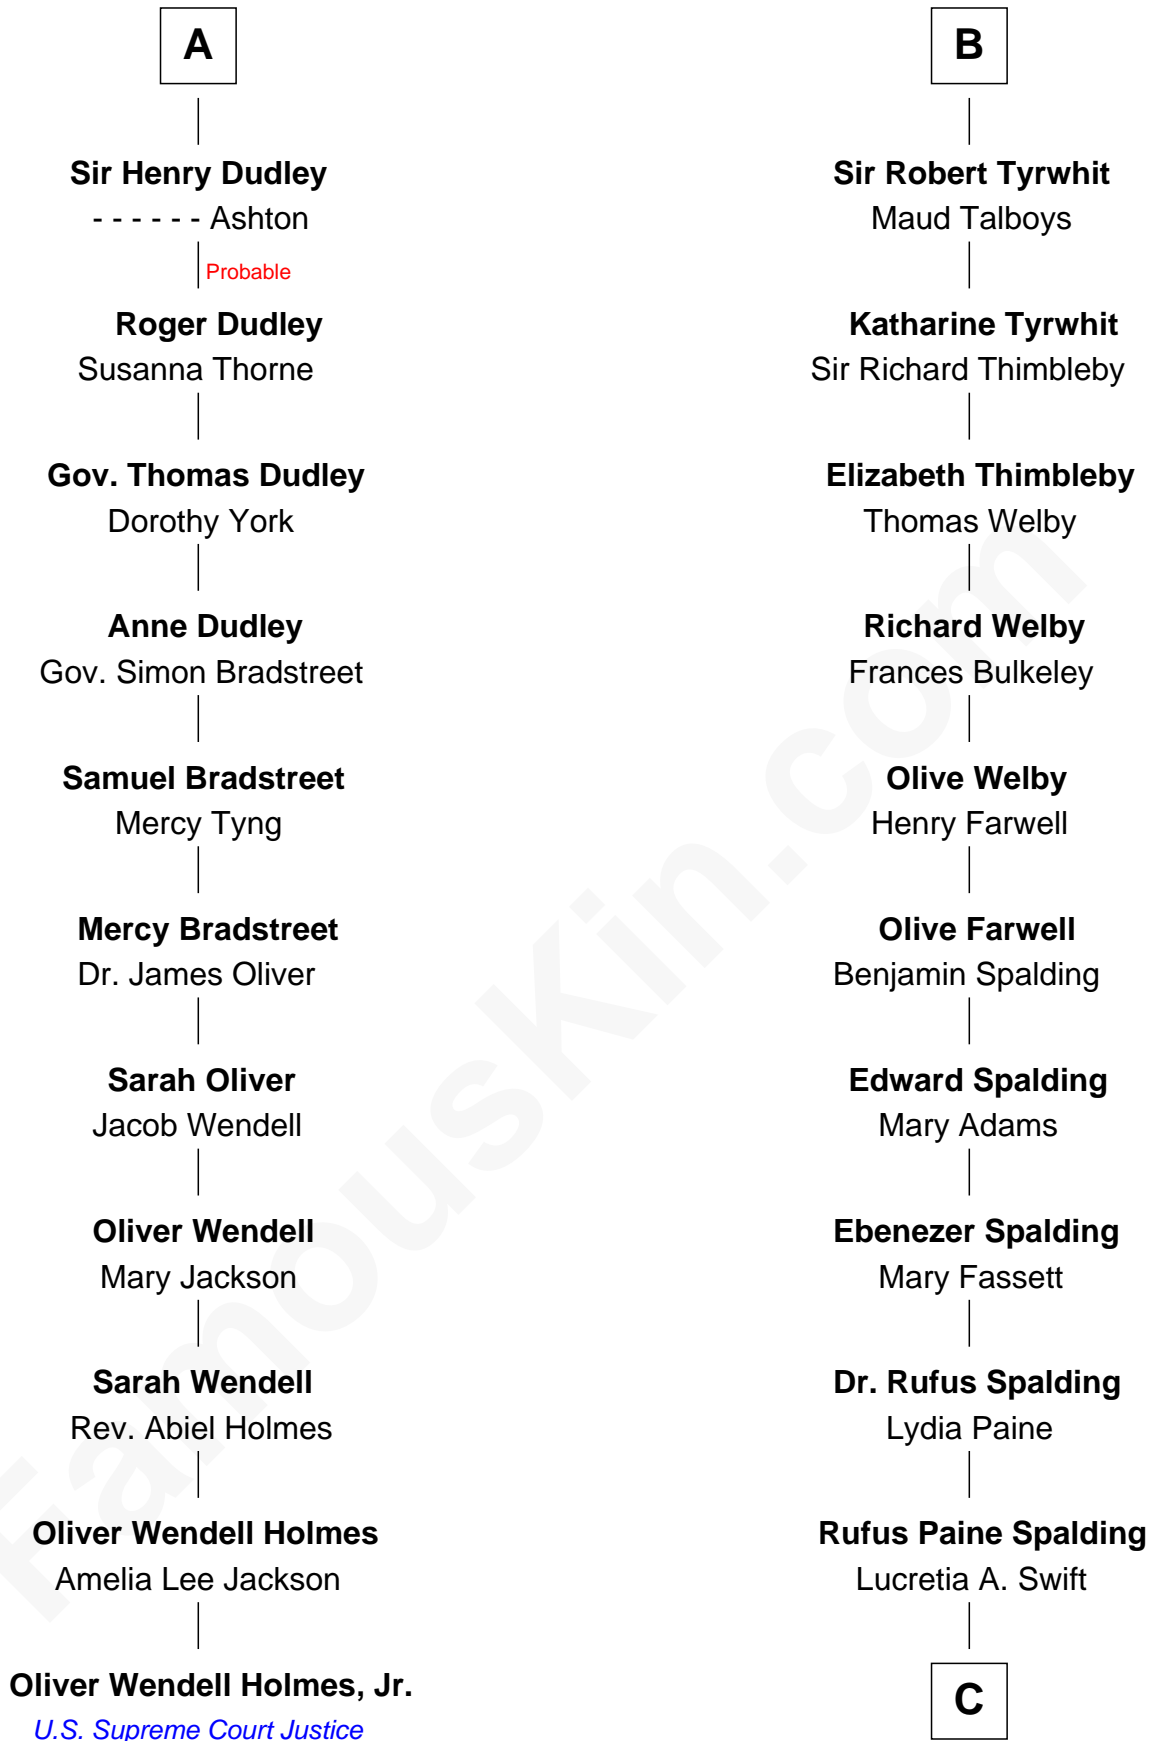 A
Sir Henry Dudley
- - - - - - Ashton
Probable
Roger Dudley
Susanna Thorne
Gov. Thomas Dudley
Dorothy York
Anne Dudley
Gov. Simon Bradstreet
Samuel Bradstreet
Mercy Tyng
Mercy Bradstreet
Dr. James Oliver
Sarah Oliver
Jacob Wendell
Oliver Wendell
Mary Jackson
Sarah Wendell
Rev. Abiel Holmes
Oliver Wendell Holmes
Amelia Lee Jackson
Oliver Wendell Holmes, Jr.
U.S. Supreme Court Justice
B
Sir Robert Tyrwhit
Maud Talboys
Katharine Tyrwhit
Sir Richard Thimbleby
Elizabeth Thimbleby
Thomas Welby
Richard Welby
Frances Bulkeley
Olive Welby
Henry Farwell
Olive Farwell
Benjamin Spalding
Edward Spalding
Mary Adams
Ebenezer Spalding
Mary Fassett
Dr. Rufus Spalding
Lydia Paine
Rufus Paine Spalding
Lucretia A. Swift
C
FamousKin.com